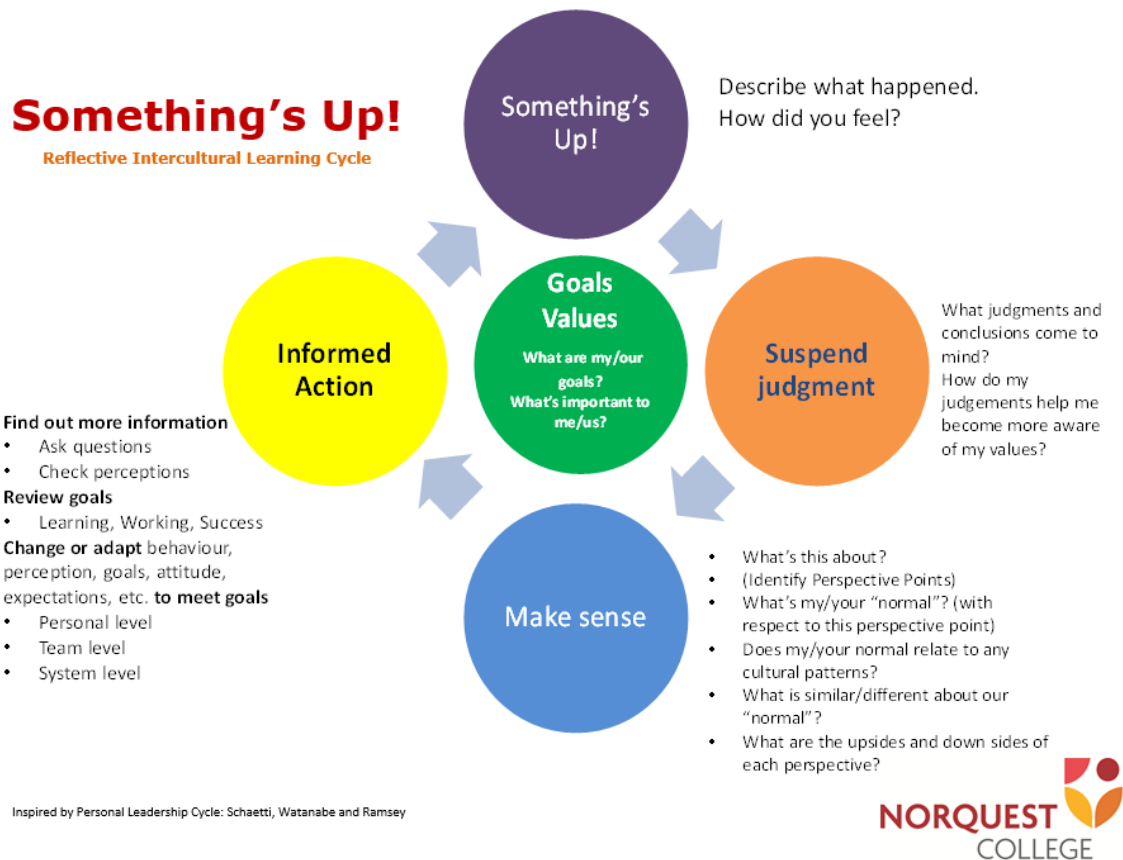 Something's Up!
Reflective Intercultural Learning Cycle
Something's
Up!
Describe what happened.
How did you feel?
Goals
Values
What are my/our
goals?
What's important to
me/us?
Suspend
judgment
What judgments and
conclusions come to
mind?
How do my
judgements help me
become more aware
of my values?
Make sense
• What's this about?
• (Identify Perspective Points)
• What's my/your "normal"? (with
respect to this perspective point)
• Does my/your normal relate to any
cultural patterns?
• What is similar/different about our
"normal"?
• What are the upsides and down sides of
each perspective?
Informed
Action
Find out more information
• Ask questions
• Check perceptions
Review goals
• Learning, Working, Success
Change or adapt behaviour,
perception, goals, attitude,
expectations, etc. to meet goals
• Personal level
• Team level
• System level
Inspired by Personal Leadership Cycle: Schaetti, Watanabe and Ramsey
NORQUEST
COLLEGE